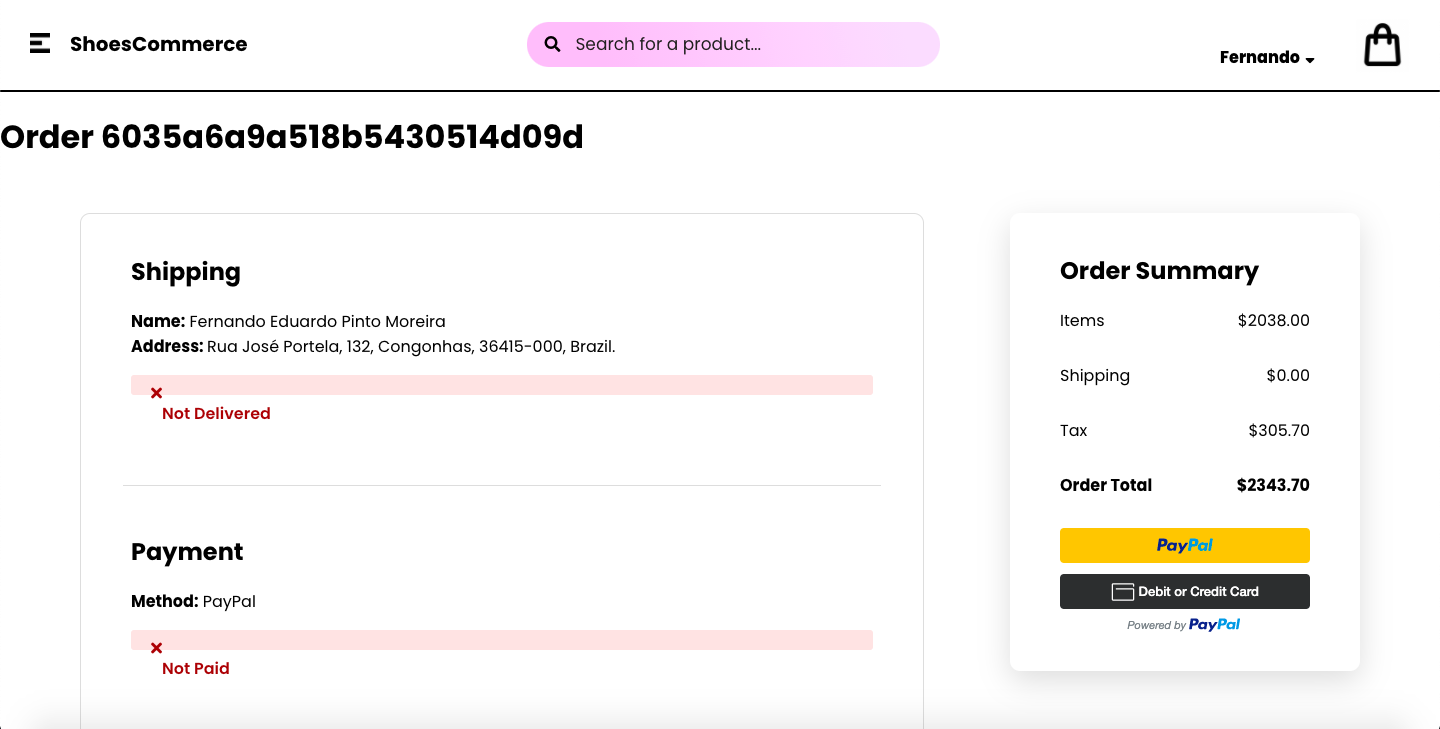 ShoesCommerce
Search for a product...
Fernando
Order 6035a6a9a518b5430514d09d
Shipping
Name: Fernando Eduardo Pinto Moreira
Address: Rua José Portela, 132, Congonhas, 36415-000, Brazil.
Not Delivered
Payment
Method: PayPal
Not Paid
Order Summary
Items $2038.00
Shipping $0.00
Tax $305.70
Order Total $2343.70
PayPal
Debit or Credit Card
Powered by PayPal